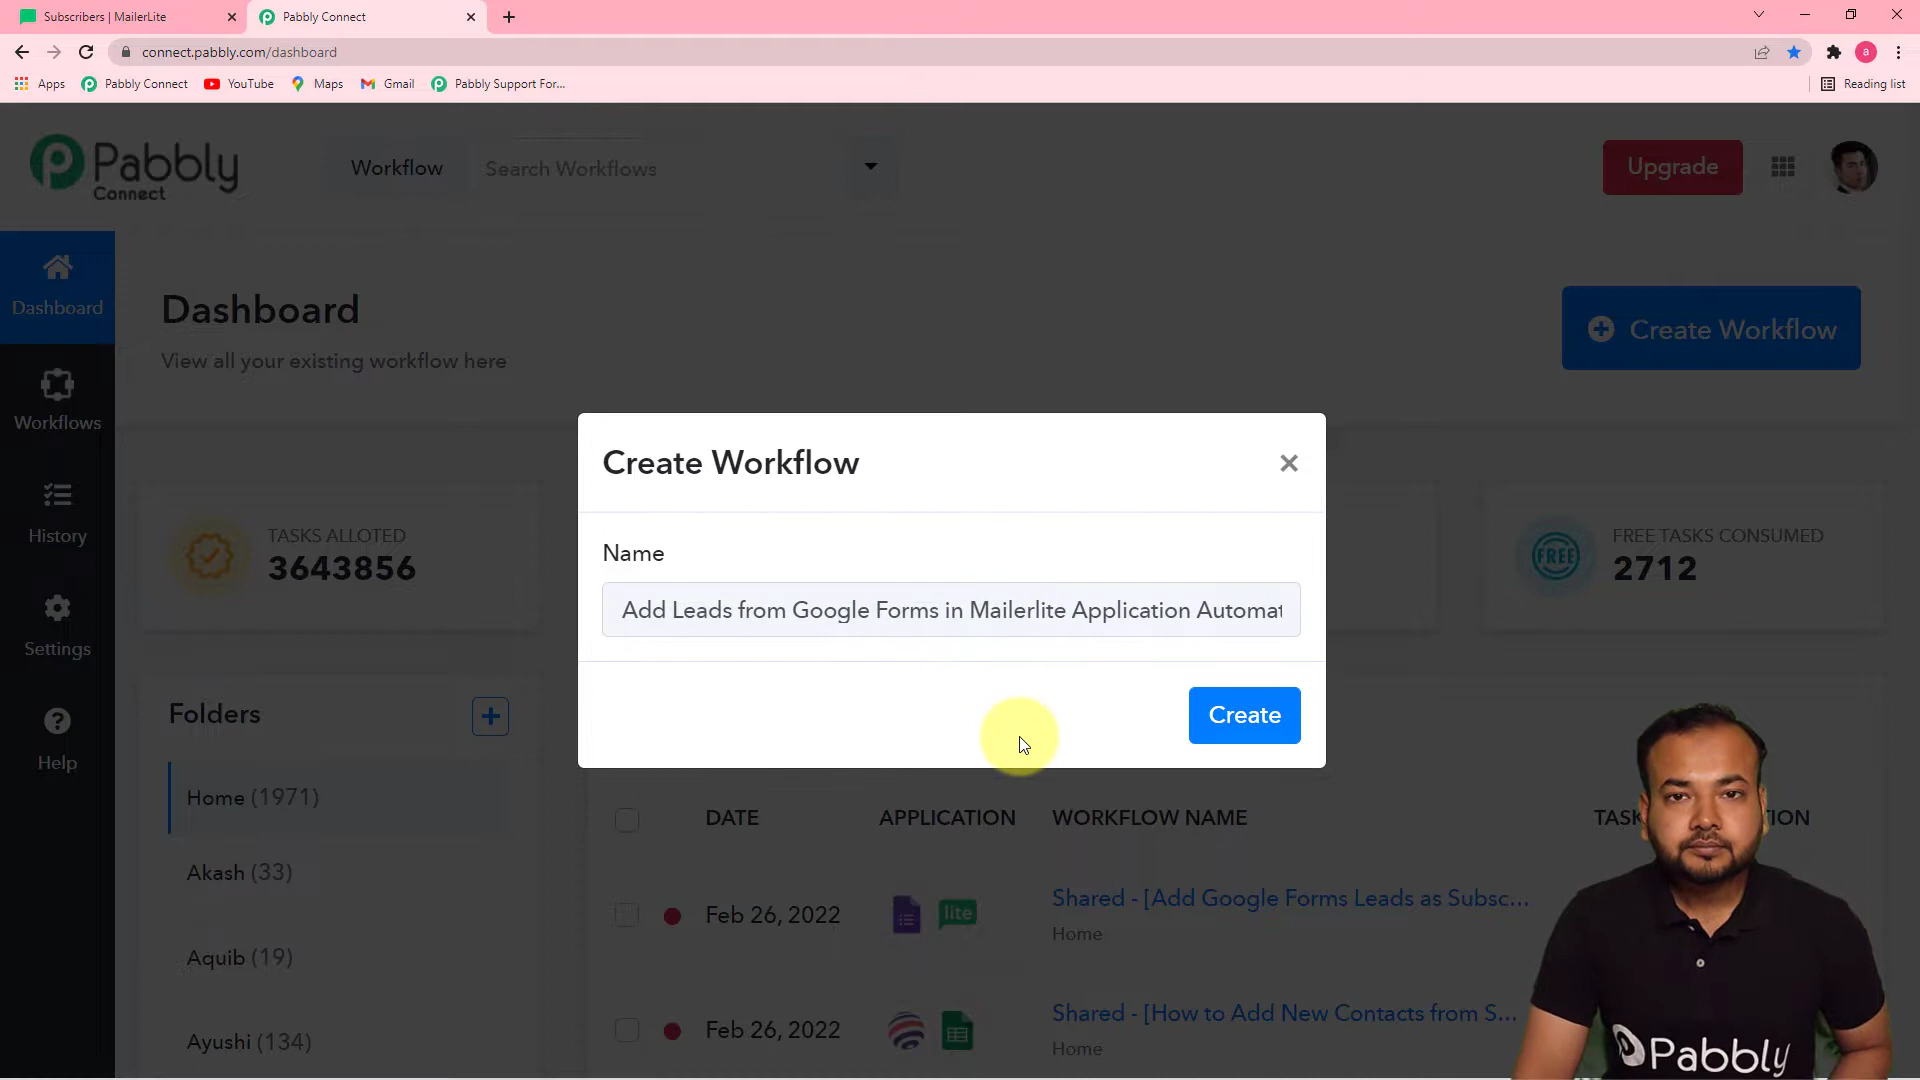 Subscribers | MailerLite
Pabbly Connect
connect.pabbly.com/dashboard
a
Apps
Pabbly Connect
YouTube
Maps
Gmail
Pabbly Support For...
Reading list
Pabbly
Connect
Workflow
Search Workflows
Upgrade
Dashboard
Workflows
History
Settings
Help
Dashboard
View all your existing workflow here
Create Workflow
Create Workflow
Name
Add Leads from Google Forms in Mailerlite Application Automat
Create
TASKS ALLOTED
3643856
FREE
FREE TASKS CONSUMED
2712
Folders
Home (1971)
Akash (33)
Aquib (19)
Ayushi (134)
DATE
APPLICATION
WORKFLOW NAME
Feb 26, 2022
lite
Shared - [Add Google Forms Leads as Subsc...
Home
Feb 26, 2022
Shared - [How to Add New Contacts from S...
Home
Pabbly